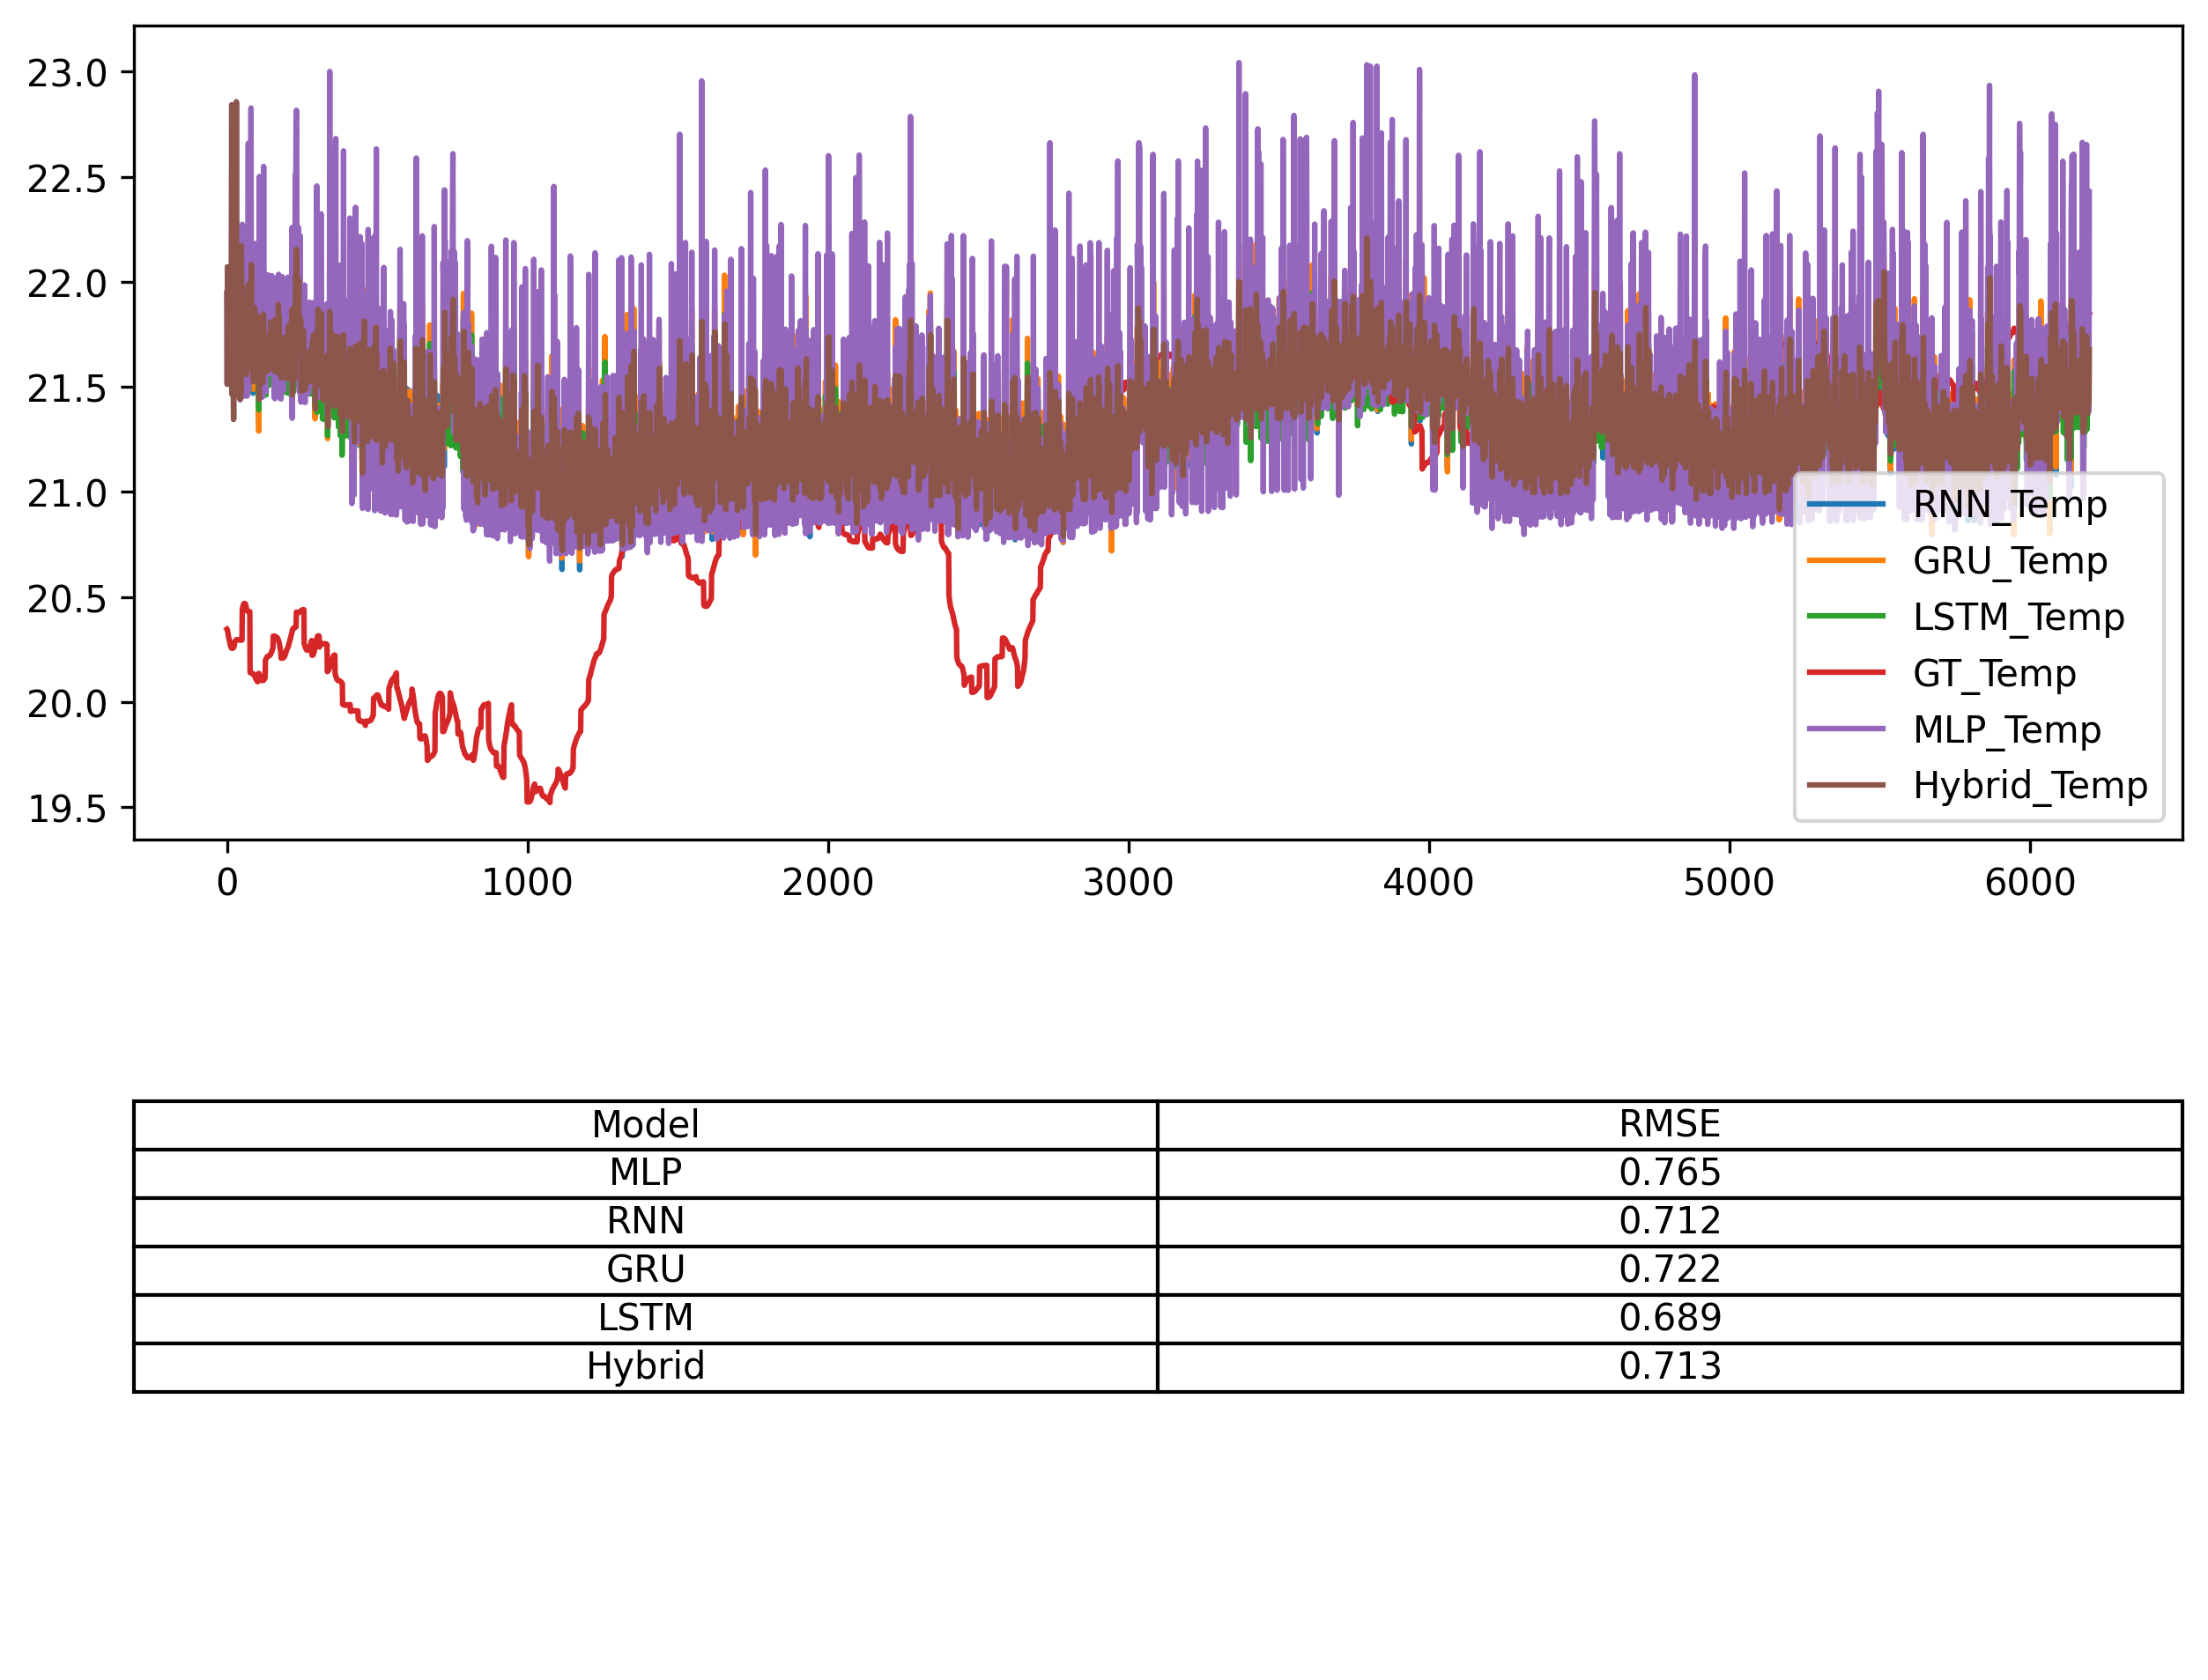 23.0
22.5
22.0
21.5
21.0
20.5
20.0
19.5
0 1000 2000 3000 4000 5000 6000
RNN_Temp
GRU_Temp
LSTM_Temp
GT_Temp
MLP_Temp
Hybrid_Temp
Model RMSE
MLP 0.765
RNN 0.712
GRU 0.722
LSTM 0.689
Hybrid 0.713